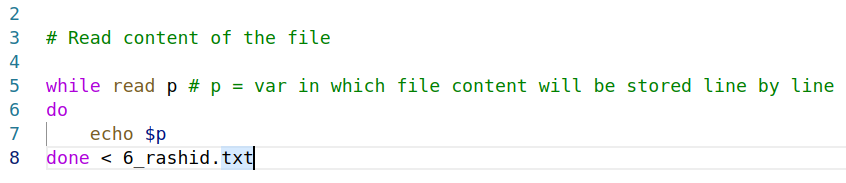 2
3 # Read content of the file
4
5 while read p # p = var in which file content will be stored line by line
6 do
7     echo $p
8 done < 6_rashid.txt